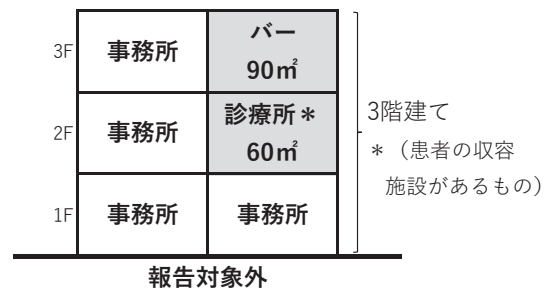 3F
事務所
バー
90㎡
2F
事務所
診療所＊
60㎡
1F
事務所
事務所
3階建て
＊（患者の収容
施設があるもの）
報告対象外